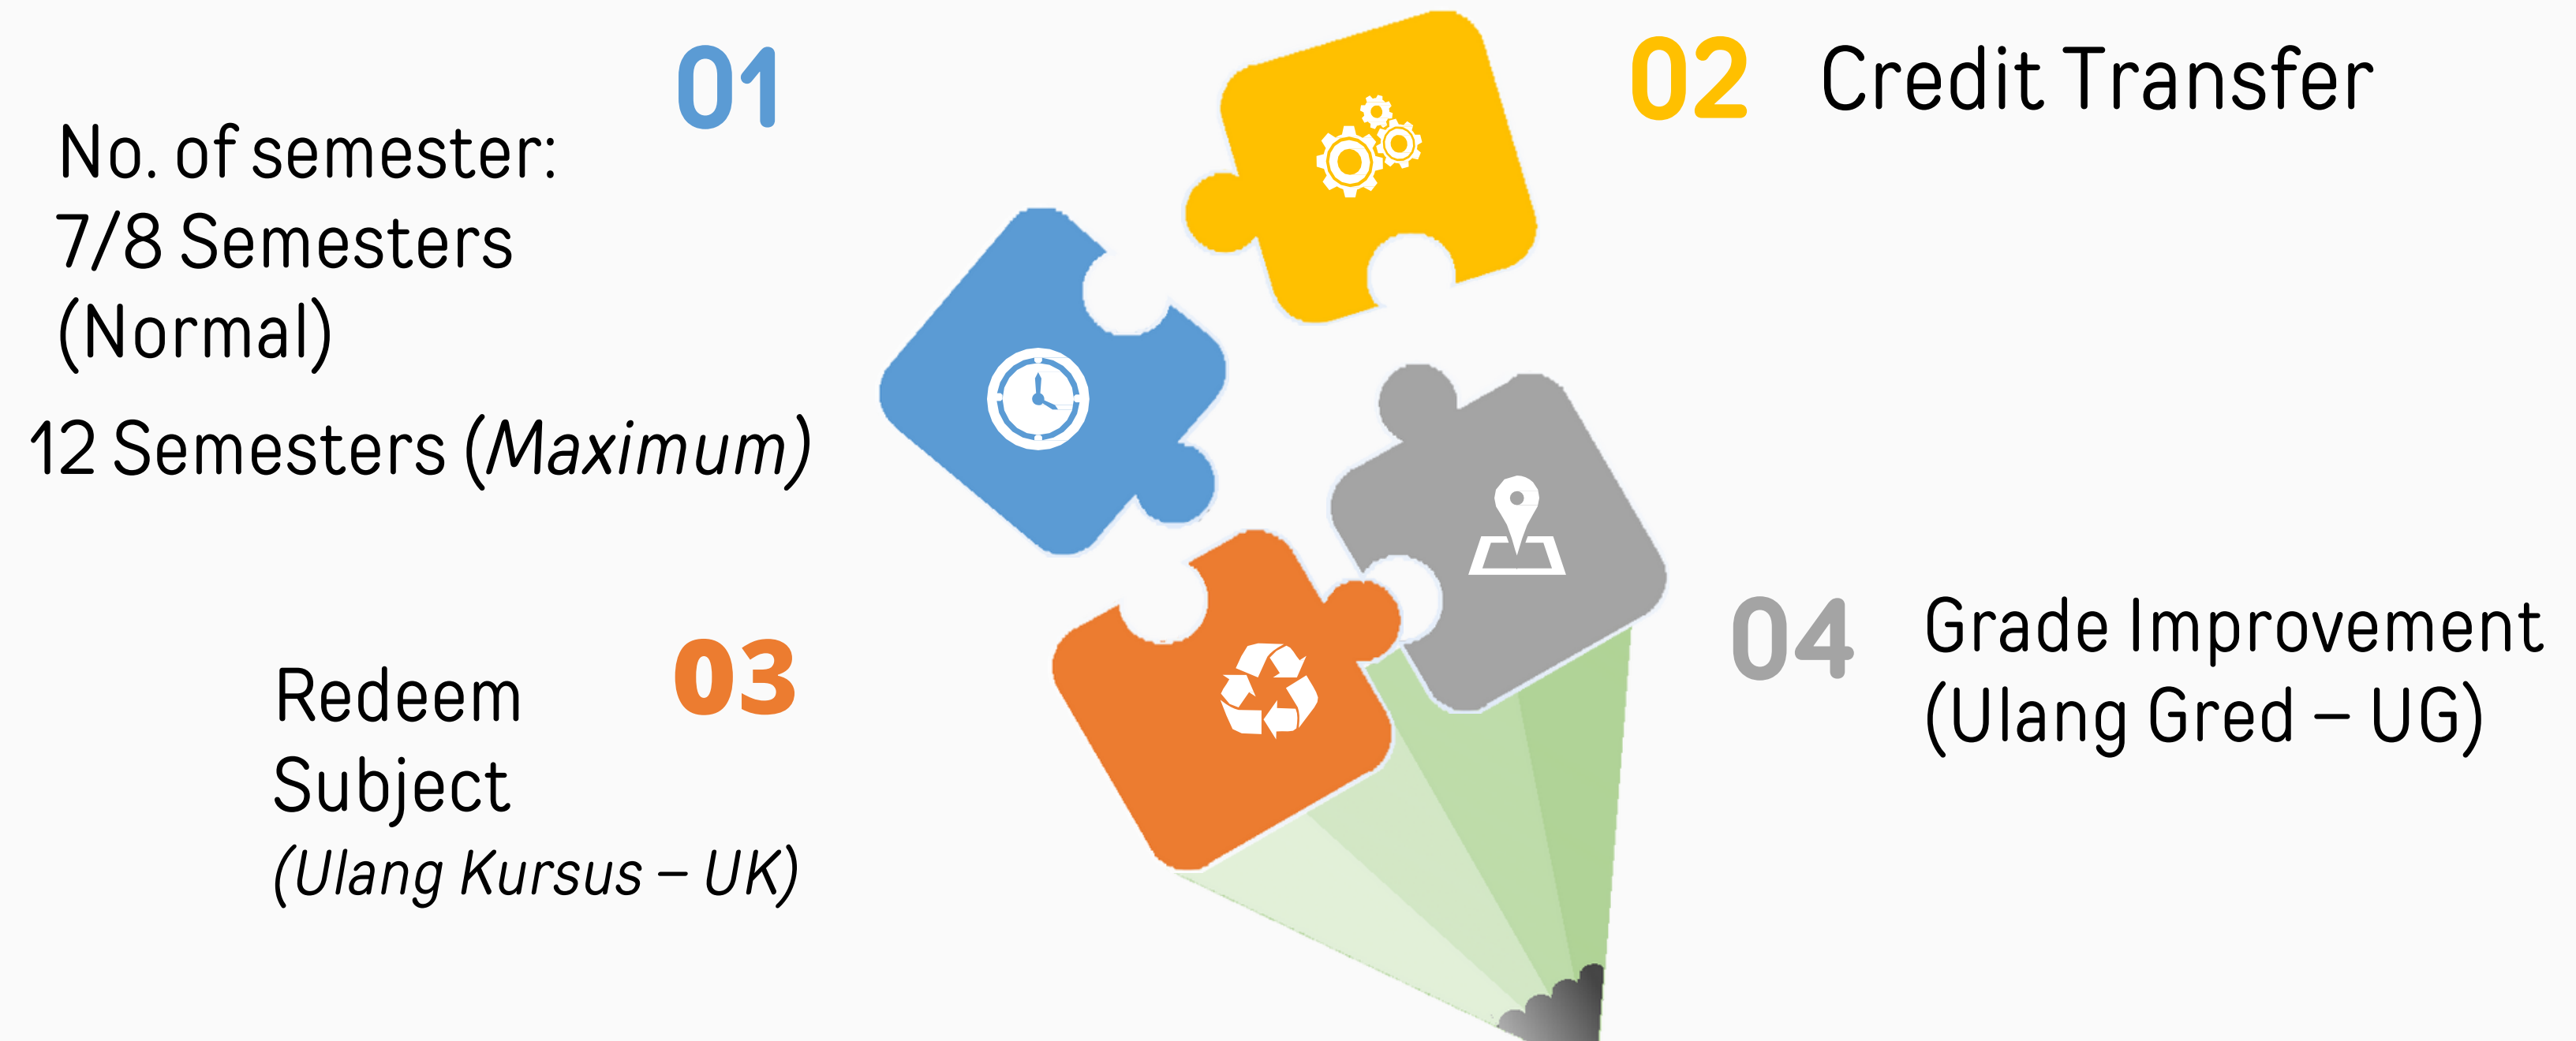 01
No. of semester:
7/8 Semesters
(Normal)
12 Semesters (Maximum)
02
Credit Transfer
03
Redeem
Subject
(Ulang Kursus – UK)
04
Grade Improvement
(Ulang Gred – UG)